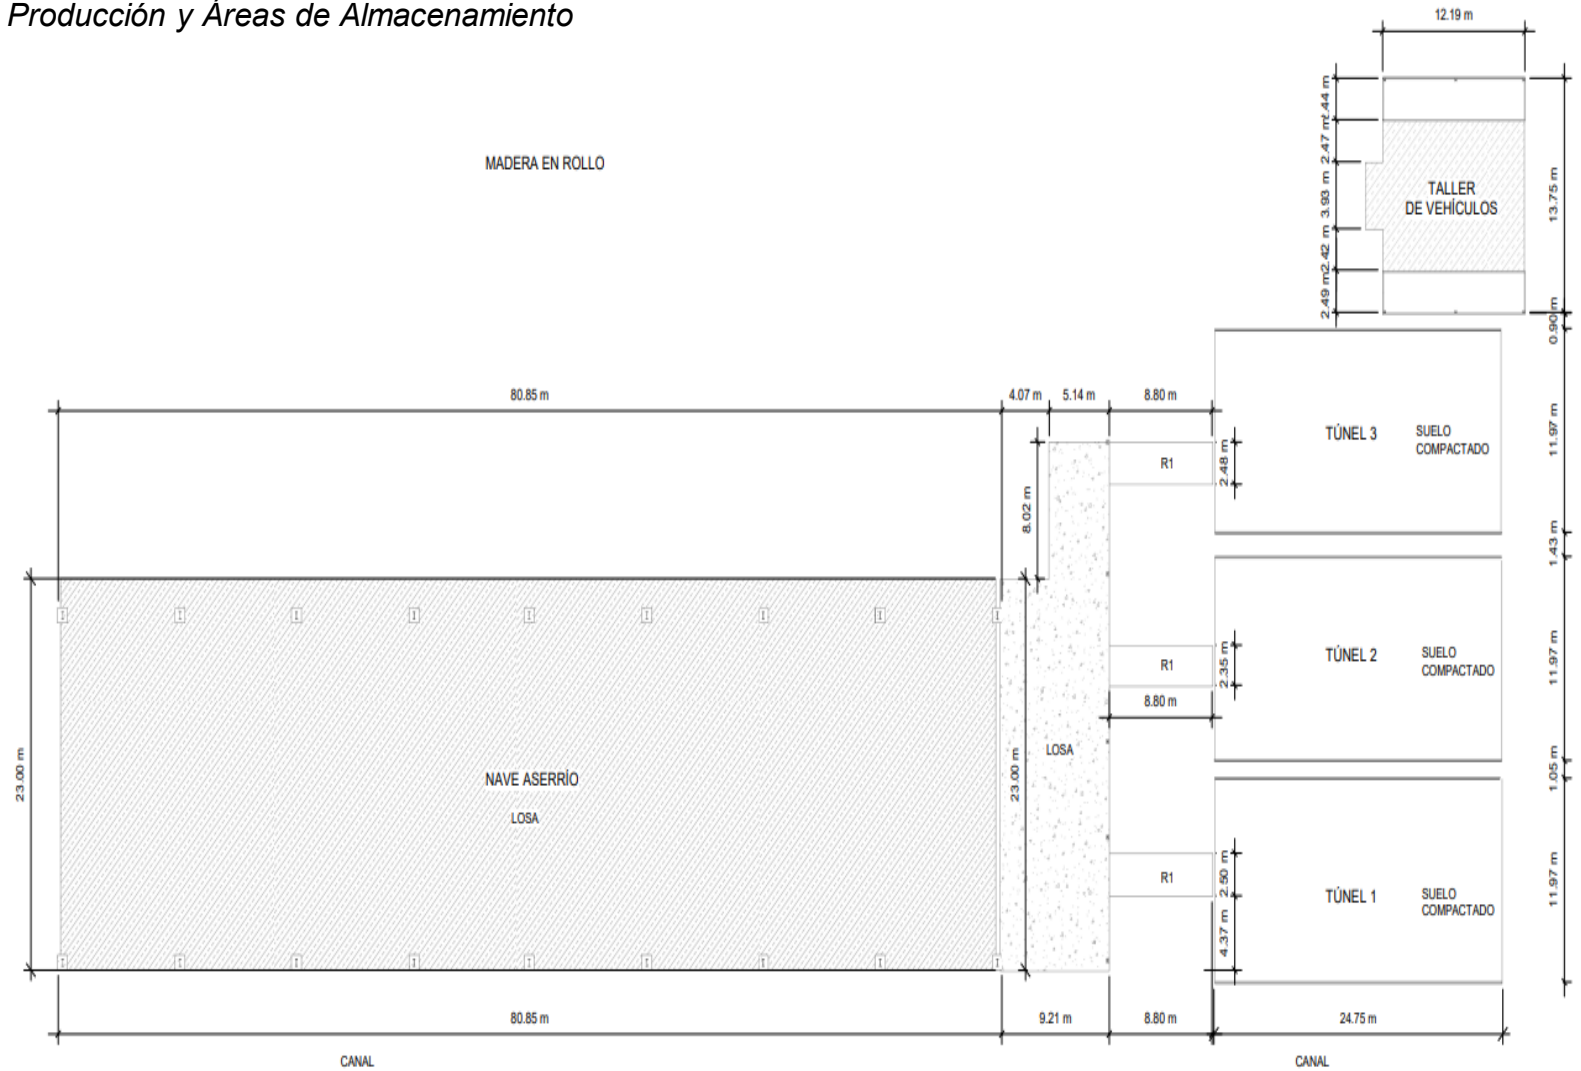 Producción y Áreas de Almacenamiento
12.19 m
2.44 m
2.47 m
3.93 m
2.42 m
2.49 m
TALLER
DE VEHÍCULOS
13.75 m
0.90 m
MADERA EN ROLLO
80.85 m
4.07 m
5.14 m
8.80 m
8.02 m
R1
2.48 m
TÚNEL 3
SUELO
COMPACTADO
11.97 m
1.43 m
R1
2.35 m
8.80 m
TÚNEL 2
SUELO
COMPACTADO
11.97 m
1.05 m
23.00 m
NAVE ASERRÍO
LOSA
23.00 m
LOSA
R1
2.50 m
4.37 m
TÚNEL 1
SUELO
COMPACTADO
11.97 m
80.85 m
9.21 m
8.80 m
24.75 m
CANAL
CANAL